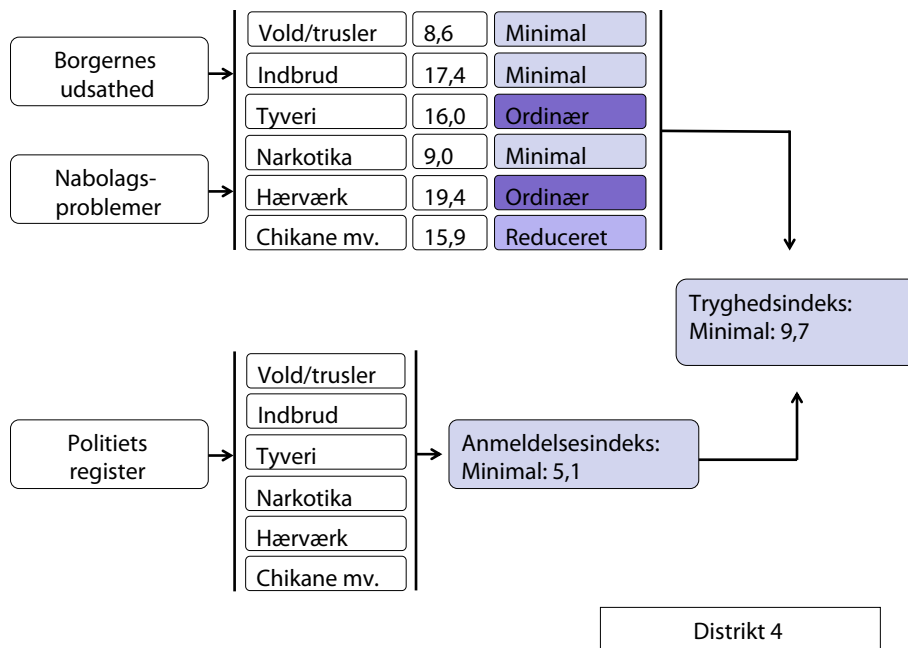 Borgernes
udsathed
Nabolags-
problemer
Vold/trusler 8,6 Minimal
Indbrud 17,4 Minimal
Tyveri 16,0 Ordinær
Narkotika 9,0 Minimal
Hærværk 19,4 Ordinær
Chikane mv. 15,9 Reduceret
Tryghedsindeks:
Minimal: 9,7
Politiets
register
Vold/trusler
Indbrud
Tyveri
Narkotika
Hærværk
Chikane mv.
Anmeldelsesindeks:
Minimal: 5,1
Distrikt 4